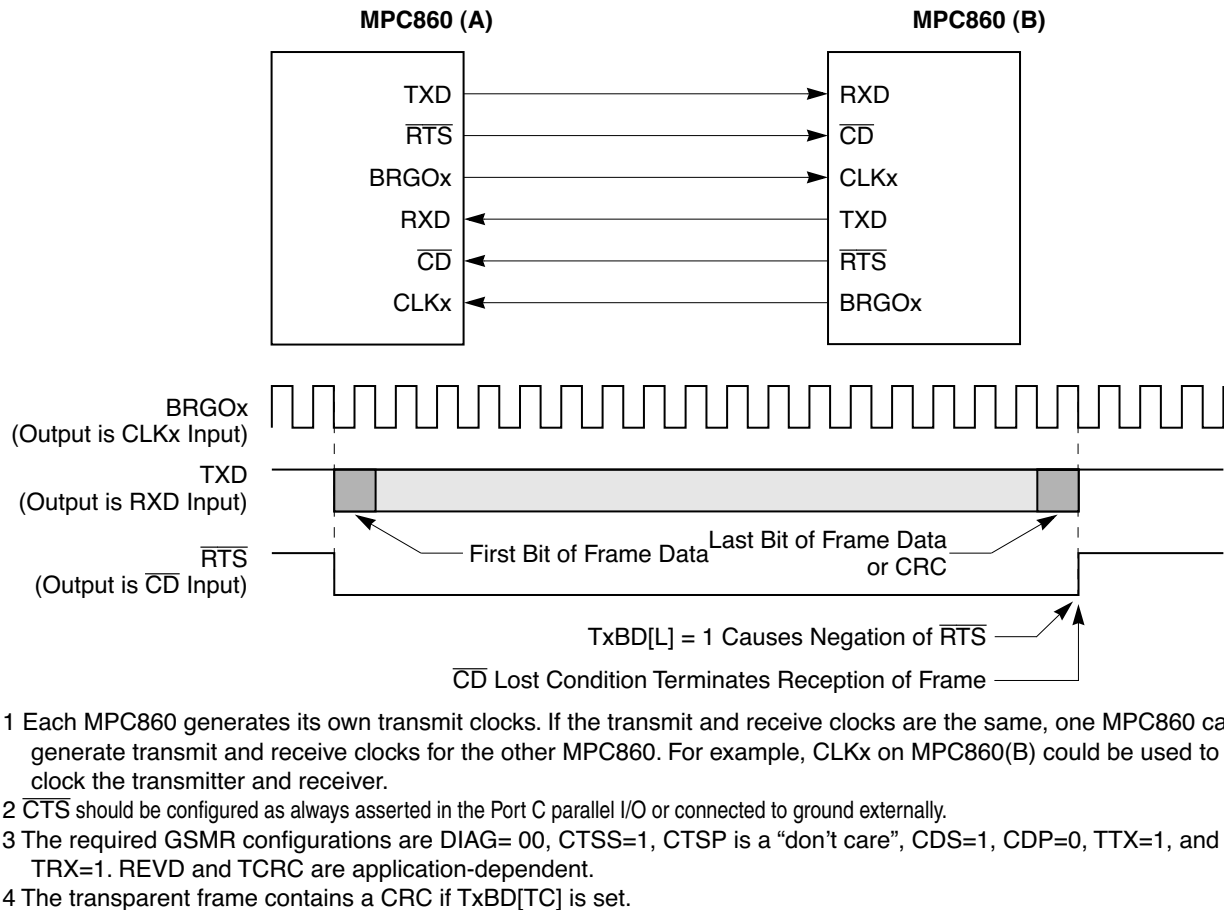 MPC860 (A)
MPC860 (B)
TXD
RXD
RTS
CD
BRGOx
CLKx
RXD
TXD
CD
RTS
CLKx
BRGOx
BRGOx
(Output is CLKx Input)
TXD
(Output is RXD Input)
First Bit of Frame Data
Last Bit of Frame Data
or CRC
RTS
(Output is CD Input)
TxBD[L] = 1 Causes Negation of RTS
CD Lost Condition Terminates Reception of Frame
1 Each MPC860 generates its own transmit clocks. If the transmit and receive clocks are the same, one MPC860 ca
generate transmit and receive clocks for the other MPC860. For example, CLKx on MPC860(B) could be used to
clock the transmitter and receiver.
2 CTS should be configured as always asserted in the Port C parallel I/O or connected to ground externally.
3 The required GSMR configurations are DIAG= 00, CTSS=1, CTSP is a “don’t care”, CDS=1, CDP=0, TTX=1, and
TRX=1. REVD and TCRC are application-dependent.
4 The transparent frame contains a CRC if TxBD[TC] is set.